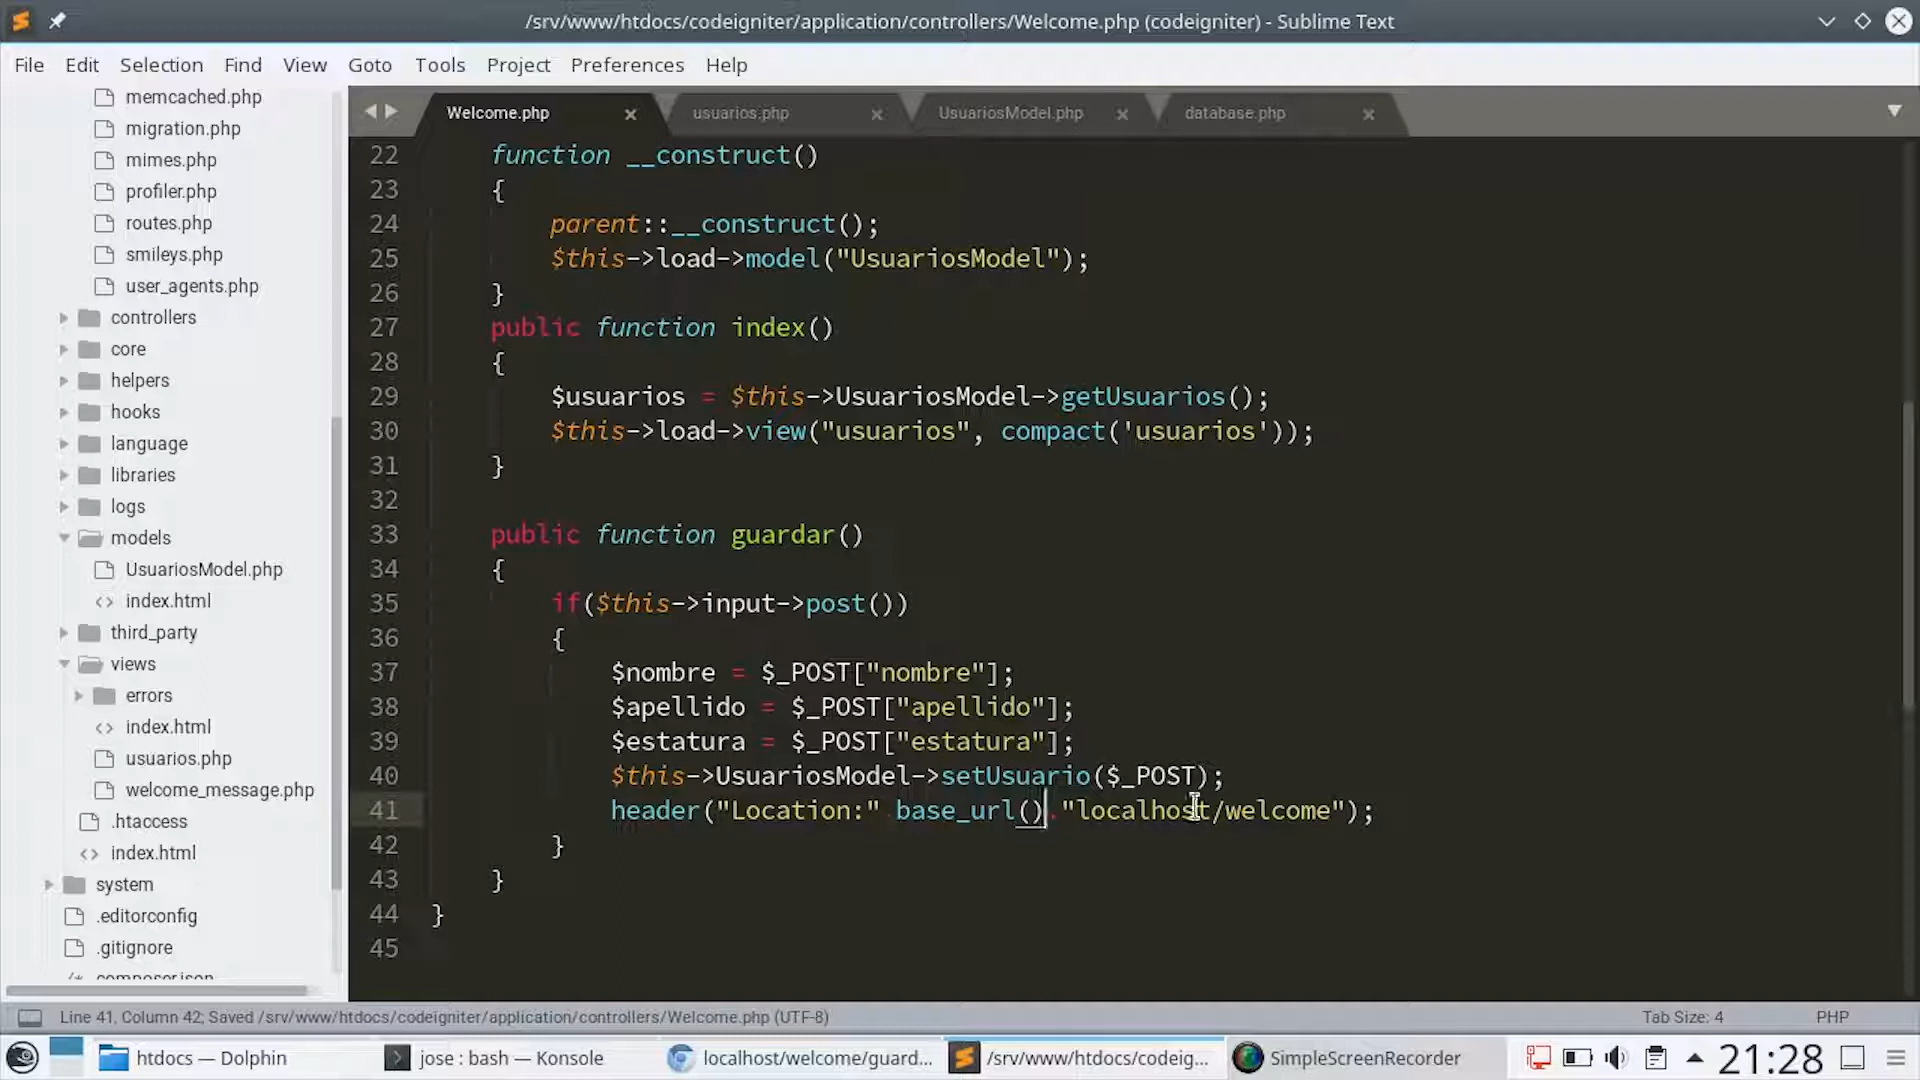 /srv/www/htdocs/codeigniter/application/controllers/Welcome.php (codeigniter) - Sublime Text
File Edit Selection Find View Goto Tools Project Preferences Help
memcached.php
migration.php
mimes.php
profiler.php
routes.php
smileys.php
user_agents.php
controllers
core
helpers
hooks
language
libraries
logs
models
UsuariosModel.php
<> index.html
third_party
views
errors
<> index.html
usuarios.php
welcome_message.php
.htaccess
<> index.html
system
.editorconfig
.gitignore
/* composer.json
Welcome.php usuarios.php UsuariosModel.php database.php
22 function __construct()
23 {
24 parent::__construct();
25 $this->load->model("UsuariosModel");
26 }
27 public function index()
28 {
29 $usuarios = $this->UsuariosModel->getUsuarios();
30 $this->load->view("usuarios", compact('usuarios'));
31 }
32
33 public function guardar()
34 {
35 if($this->input->post())
36 {
37 $nombre = $_POST["nombre"];
38 $apellido = $_POST["apellido"];
39 $estatura = $_POST["estatura"];
40 $this->UsuariosModel->setUsuario($_POST);
41 header("Location:" base_url()."localhost/welcome");
42 }
43 }
44 }
45
Line 41, Column 42; Saved /srv/www/htdocs/codeigniter/application/controllers/Welcome.php (UTF-8) Tab Size: 4 PHP
htdocs — Dolphin jose : bash — Konsole localhost/welcome/guard... /srv/www/htdocs/codeig... SimpleScreenRecorder 21:28